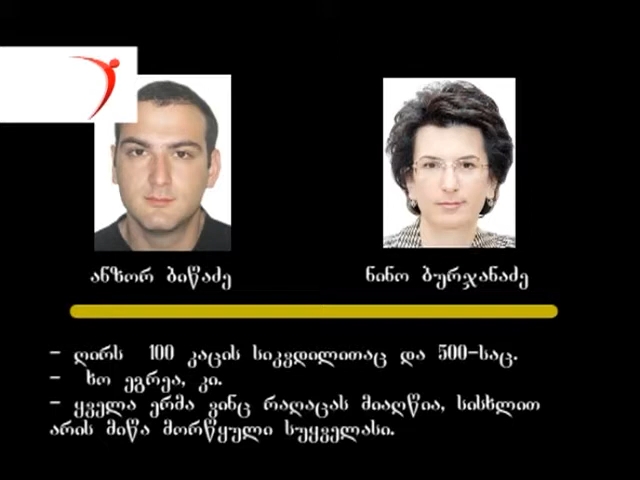 ანზორ ბიწაძე
ნინო ბურჯანაძე
- ღირს 100 კაცის სიკვდილითაც და 500-საც.
- ხო ეგრეა, კი.
- ყველა ერმა ვინც რაღაცას მიაღწია, სისხლით
არის მიწა მორწყული სუყველასი.